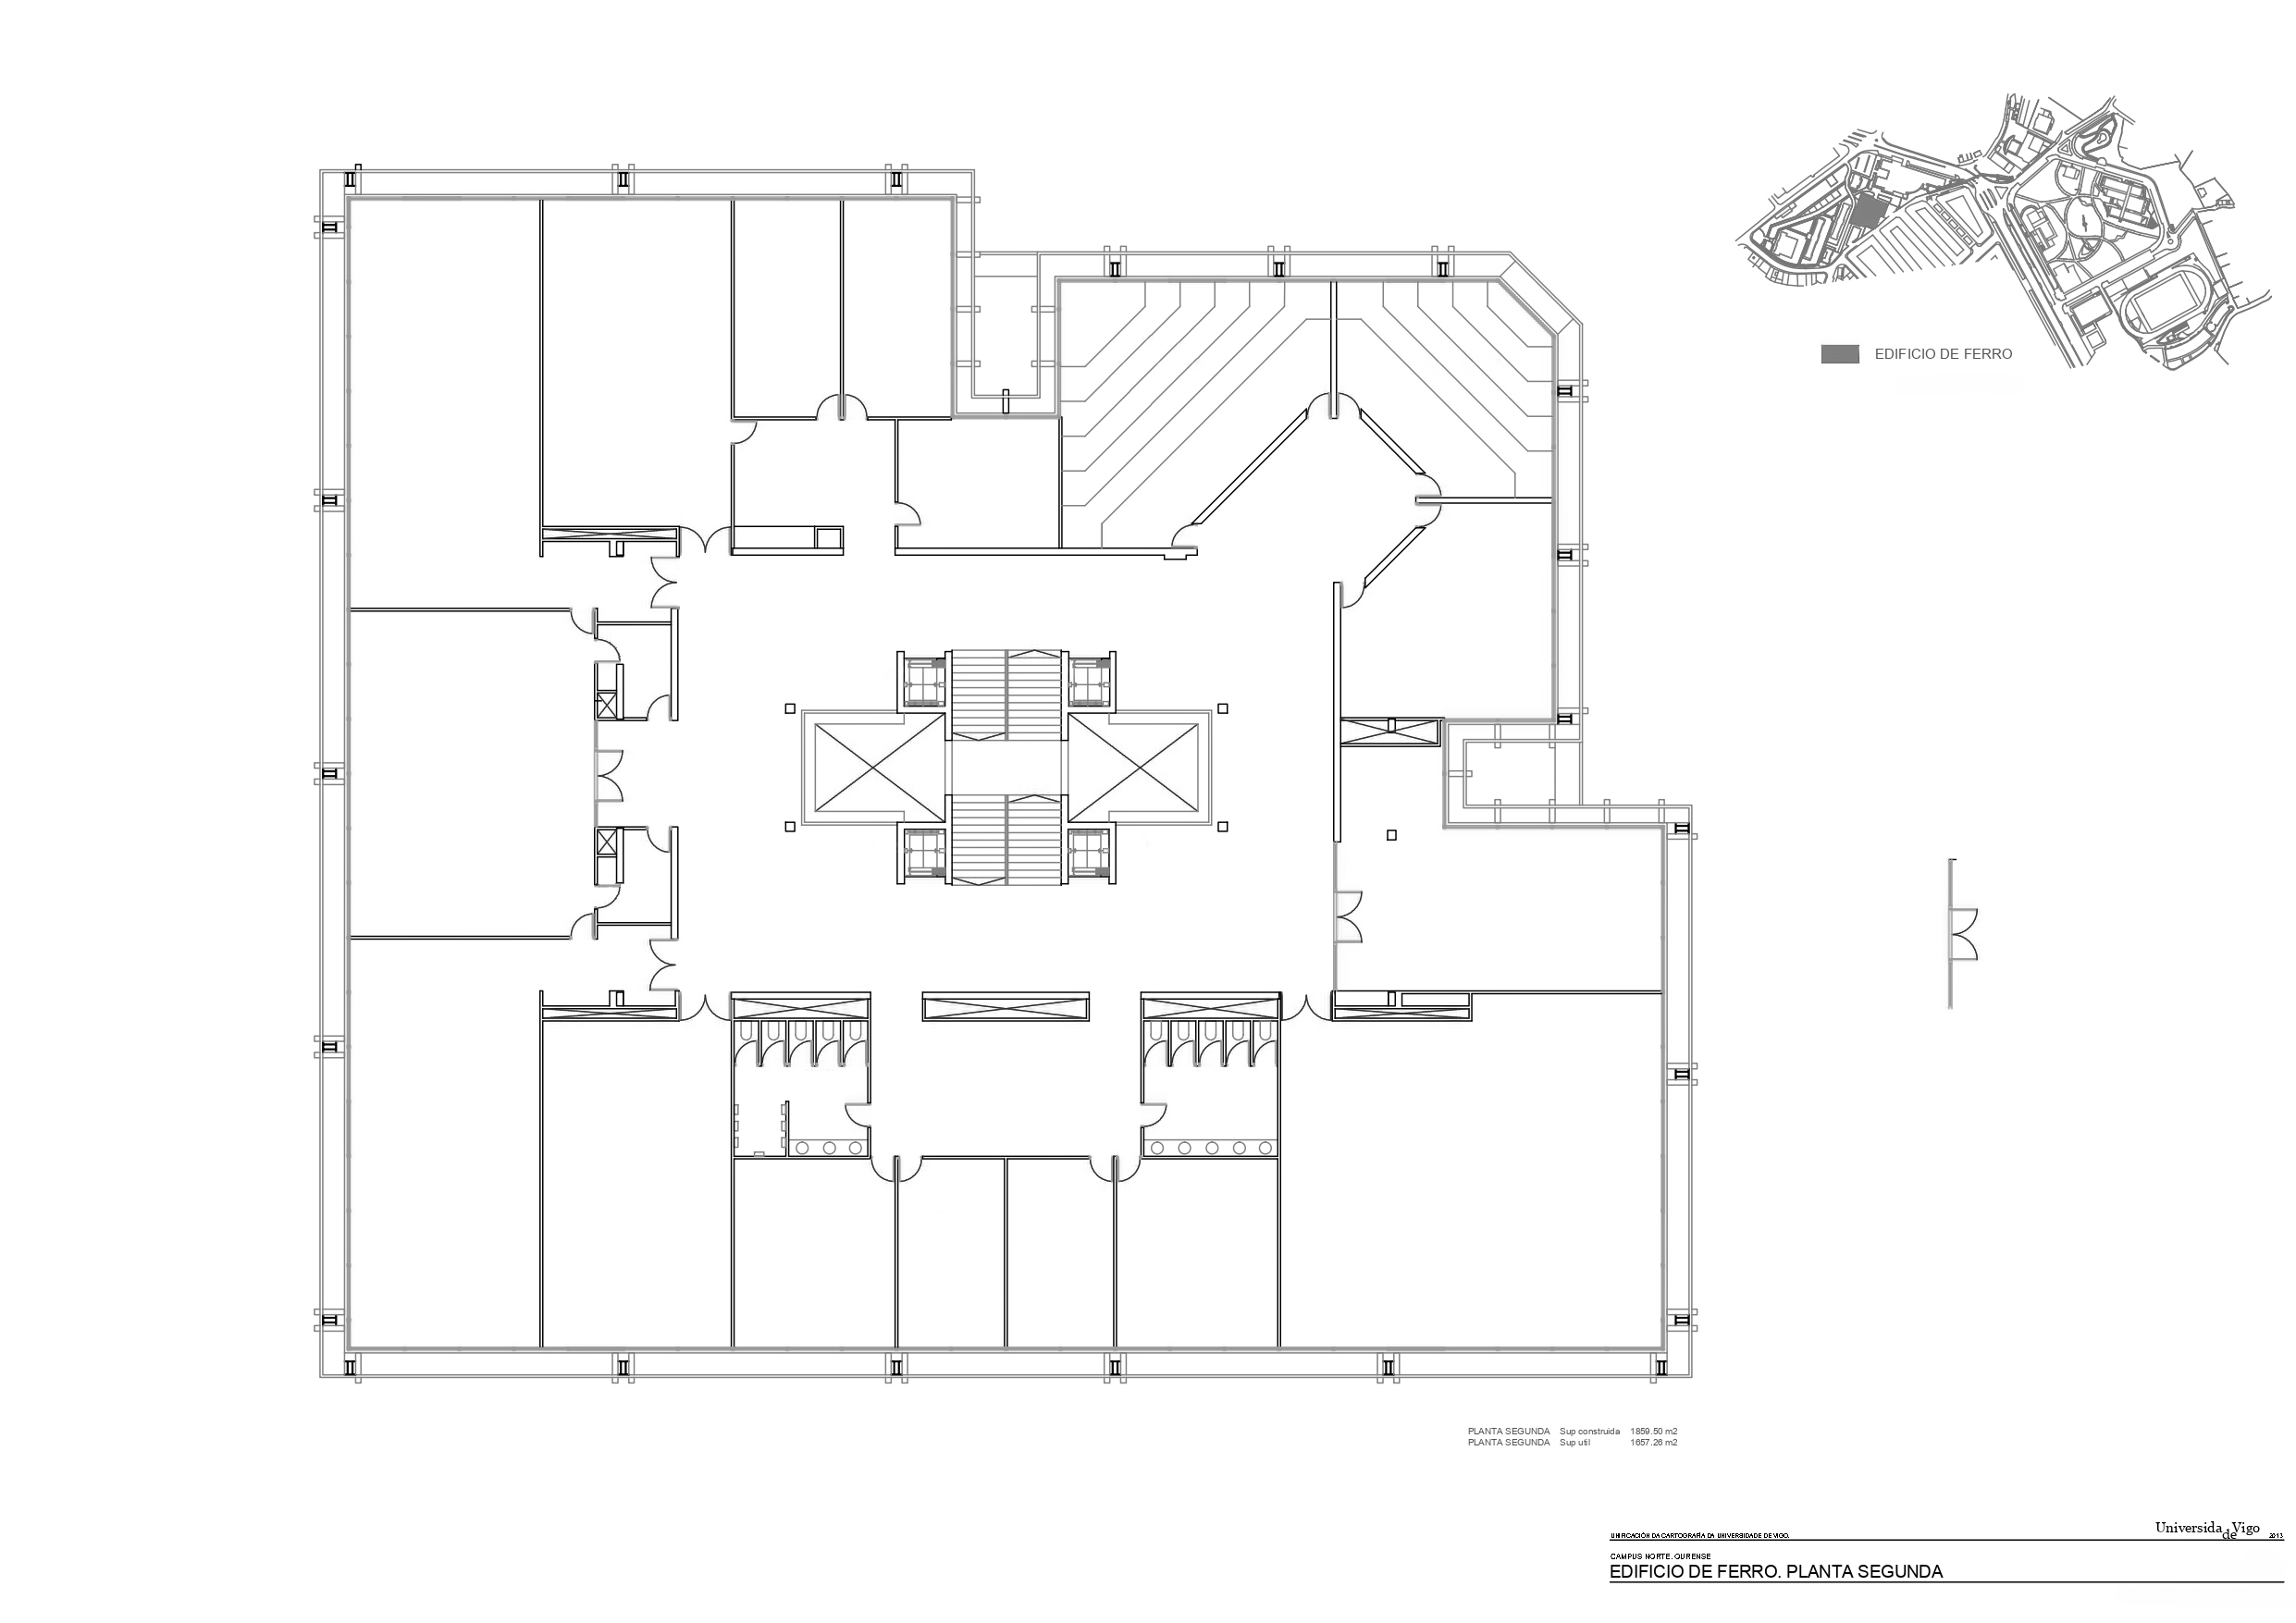 EDIFICIO DE FERRO
PLANTA SEGUNDA Sup construida 1859.50 m2
PLANTA SEGUNDA Sup util 1657.26 m2
UNIFICACIÓN DA CARTOGRAFÍA DA UNIVERSIDADE DE VIGO.
Universidade de Vigo
2013
CAMPUS NORTE. OURENSE
EDIFICIO DE FERRO. PLANTA SEGUNDA